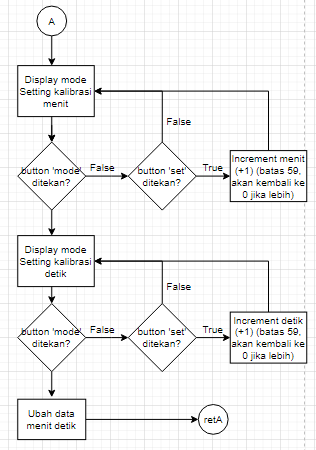 A
Display mode
Setting kalibrasi
menit
False
button 'mode'
ditekan?
False
button 'set'
ditekan?
True
Increment menit
(+1) (batas 59,
akan kembali ke
0 jika lebih)
Display mode
Setting kalibrasi
detik
False
button 'mode'
ditekan?
False
button 'set'
ditekan?
True
Increment detik
(+1) (batas 59,
akan kembali ke
0 jika lebih)
Ubah data
menit detik
retA